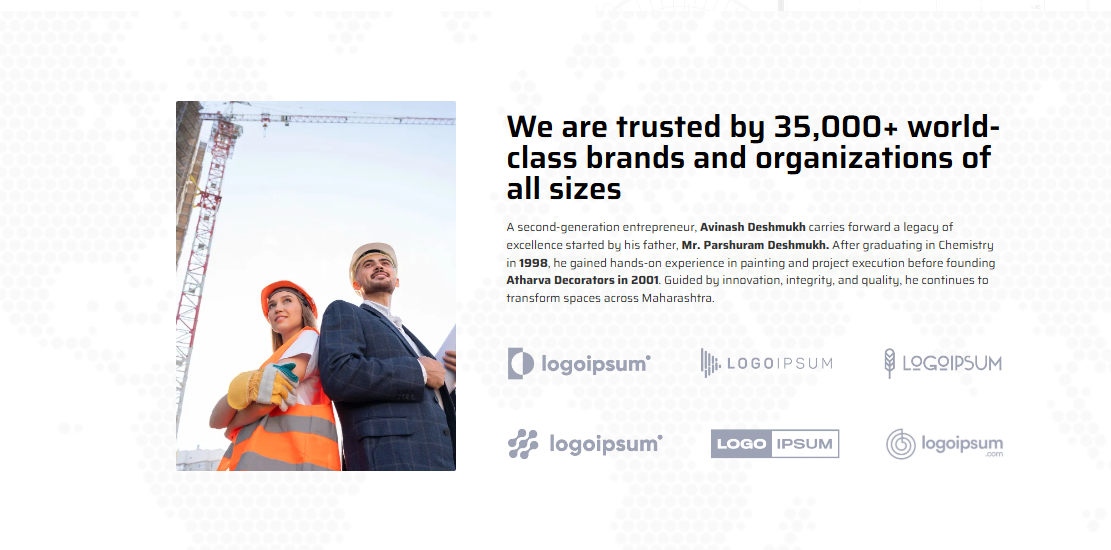 We are trusted by 35,000+ world-
class brands and organizations of
all sizes
A second-generation entrepreneur, Avinash Deshmukh carries forward a legacy of
excellence started by his father, Mr. Parshuram Deshmukh. After graduating in Chemistry
in 1998, he gained hands-on experience in painting and project execution before founding
Atharva Decorators in 2001. Guided by innovation, integrity, and quality, he continues to
transform spaces across Maharashtra.
logoipsum
LOGOIPSUM
LOGOIPSUM
logoipsum
LOGO IPSUM
logoipsum
.com